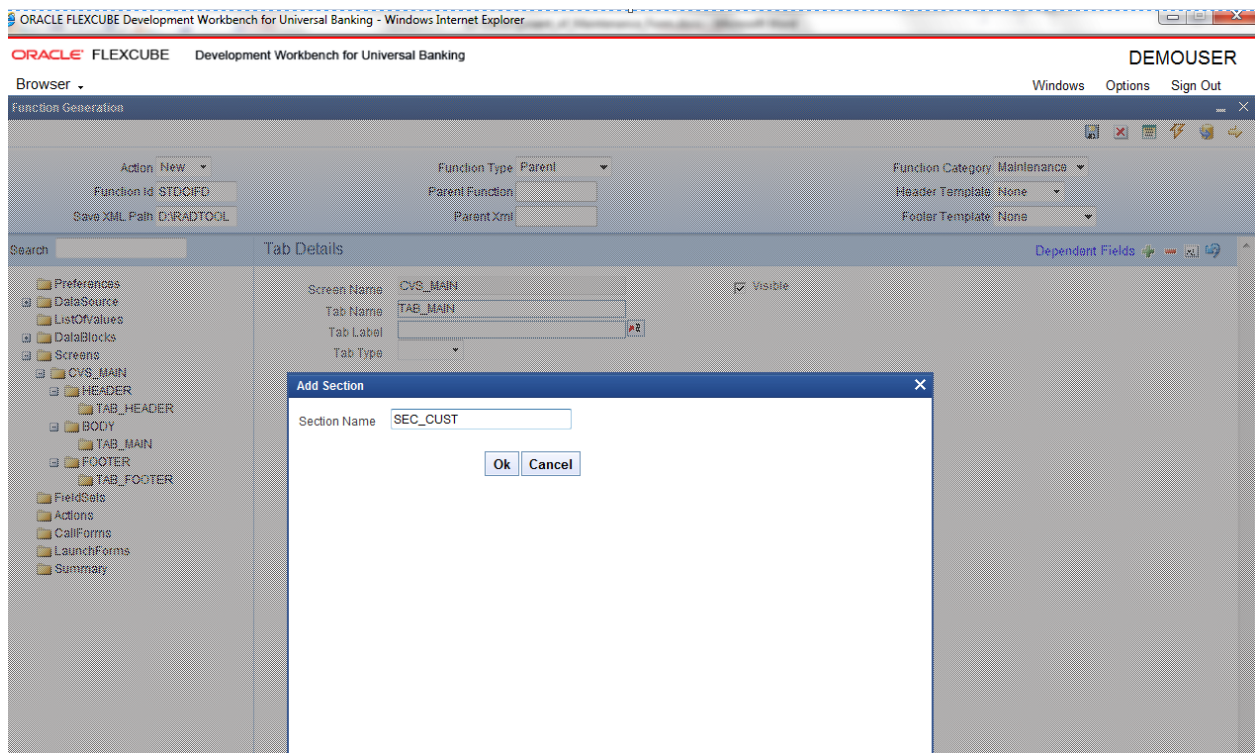 ORACLE FLEXCUBE Development Workbench for Universal Banking - Windows Internet Explorer
ORACLE FLEXCUBE Development Workbench for Universal Banking
DEMOUSER
Browser
Windows Options Sign Out
Function Generation
Action New
Function Type Parent
Function Category Maintenance
Function Id STDCIFD
Parent Function
Header Template None
Save XML Path D:\RADTOOL
Parent Xml
Footer Template None
Search
Tab Details
Dependent Fields
Preferences
DataSource
ListOfValues
DataBlocks
Screens
CVS_MAIN
HEADER
TAB_HEADER
BODY
TAB_MAIN
FOOTER
TAB_FOOTER
FieldSets
Actions
CallForms
LaunchForms
Summary
Screen Name CVS_MAIN
Visible
Tab Name TAB_MAIN
Tab Label
Tab Type
Add Section
Section Name SEC_CUST
Ok Cancel